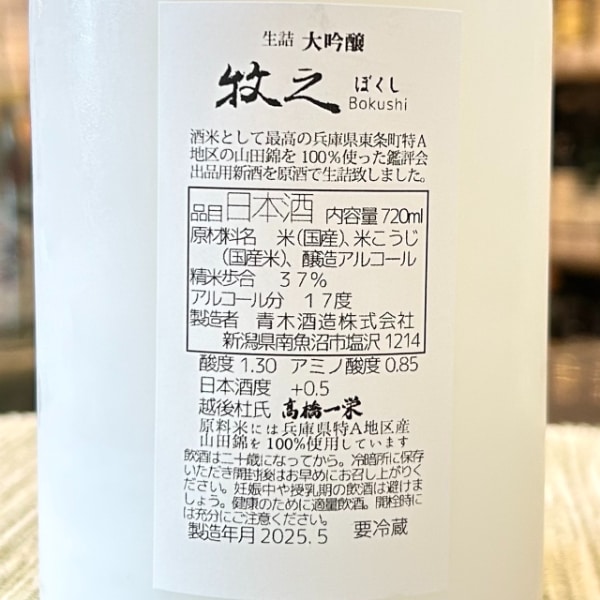 生詰 大吟醸
牧之 ぼくし
Bokushi
酒米として最高の兵庫県東条町特A
地区の山田錦を100%使った鑑評会
出品用新酒を原酒で生詰致しました。
品目 日本酒 内容量 720ml
原材料名 米(国産)、米こうじ
(国産米)、醸造アルコール
精米歩合 37%
アルコール分 17度
製造者 青木酒造株式会社
新潟県南魚沼市塩沢1214
酸度 1.30 アミノ酸度 0.85
日本酒度 +0.5
越後杜氏 高橋一栄
原料米には兵庫県特A地区産
山田錦を100%使用しています
飲酒は二十歳になってから。冷暗所に保存
いただき開封後はお早めにお召し上がりく
ださい。妊娠中や授乳期の飲酒は避けま
しょう。健康のために適量飲酒。開栓時に
は充分にご注意ください。
製造年月 2025.5 要冷蔵